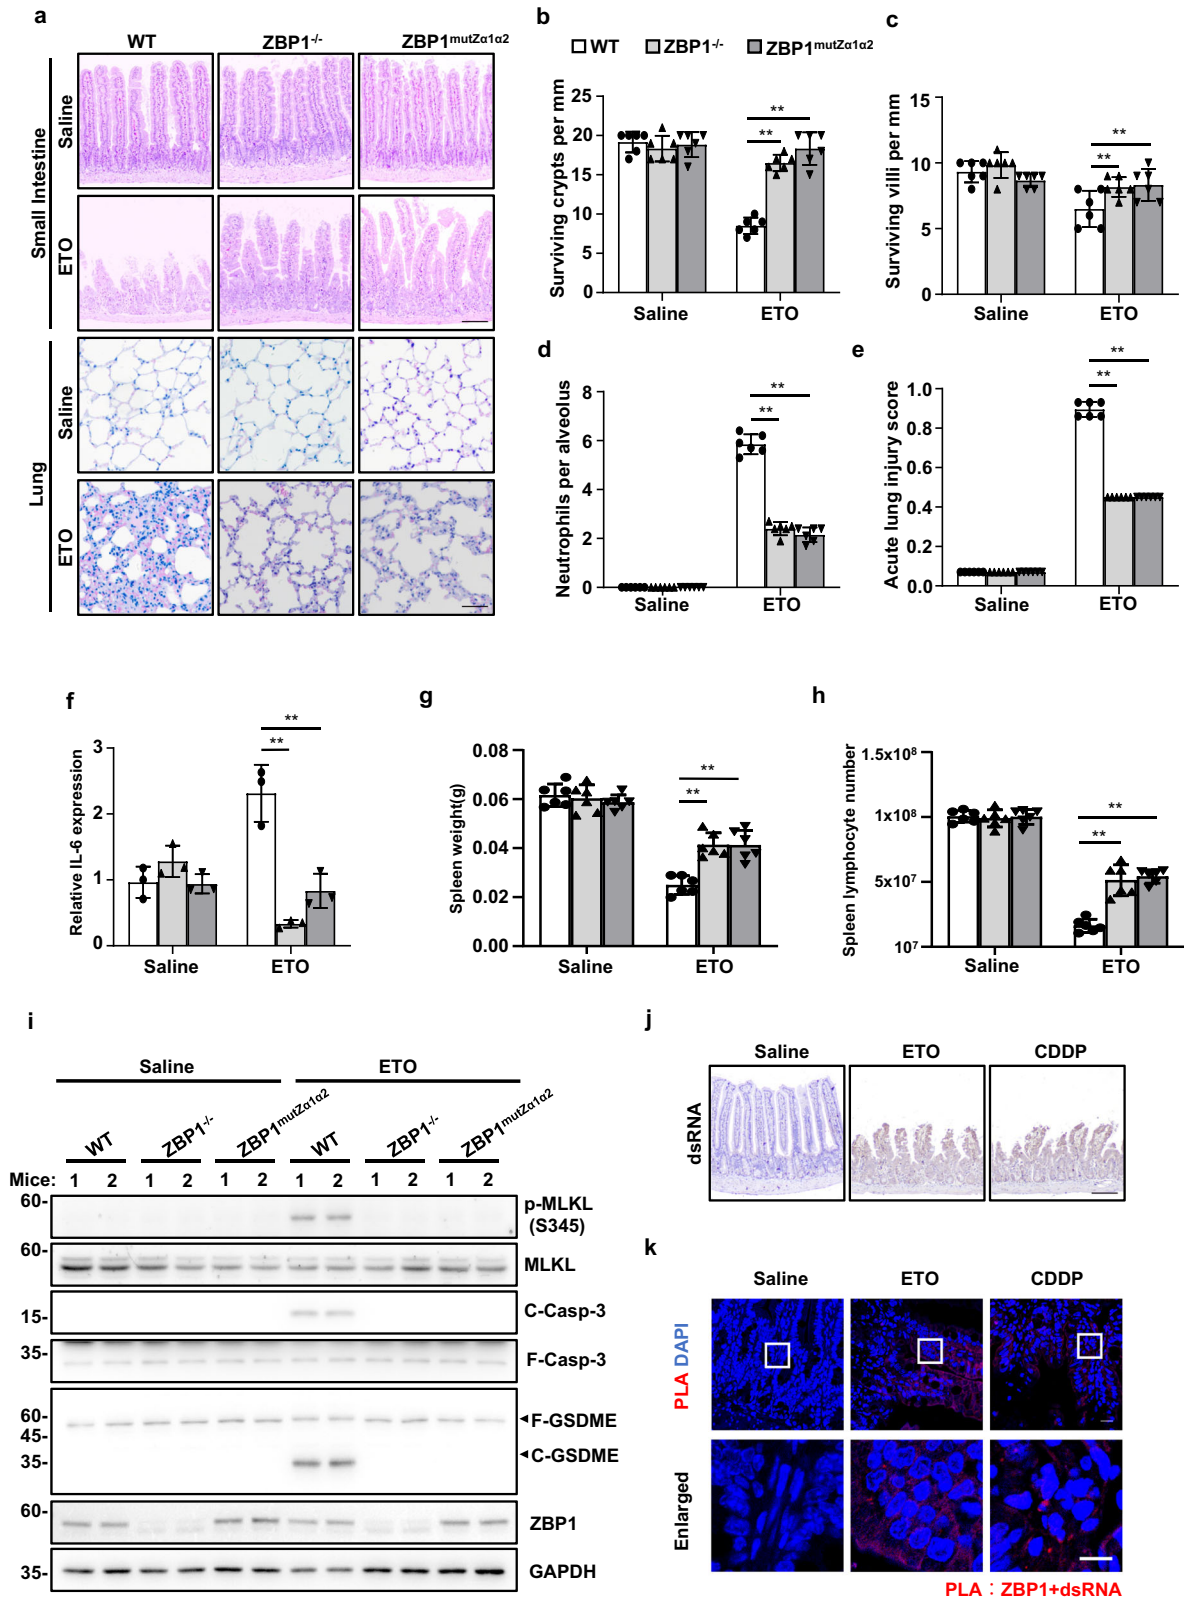 a
WT
ZBP1-/-
ZBP1mutZα1α2
Small Intestine
Saline
ETO
Lung
Saline
ETO
b
WT
ZBP1-/-
ZBP1mutZα1α2
Surviving crypts per mm
25
20
15
10
5
0
**
**
Saline
ETO
c
Surviving villi per mm
15
10
5
0
**
**
Saline
ETO
d
Neutrophils per alveolus
8
6
4
2
0
**
**
Saline
ETO
e
Acute lung injury score
1.0
0.8
0.6
0.4
0.2
0.0
**
**
Saline
ETO
f
Relative IL-6 expression
3
2
1
0
**
**
Saline
ETO
g
Spleen weight(g)
0.08
0.06
0.04
0.02
0.00
**
**
Saline
ETO
h
Spleen lymphocyte number
1.5x10⁸
1x10⁸
5x10⁷
10⁷
**
**
Saline
ETO
i
Saline
ETO
WT
ZBP1-/-
ZBP1mutZα1α2
WT
ZBP1-/-
ZBP1mutZα1α2
Mice: 1 2 1 2 1 2 1 2 1 2 1 2
60-
p-MLKL
(S345)
60-
MLKL
15-
C-Casp-3
35-
F-Casp-3
60-
F-GSDME
45-
35-
C-GSDME
60-
ZBP1
35-
GAPDH
j
Saline
ETO
CDDP
dsRNA
k
Saline
ETO
CDDP
PLA DAPI
Enlarged
PLA : ZBP1+dsRNA